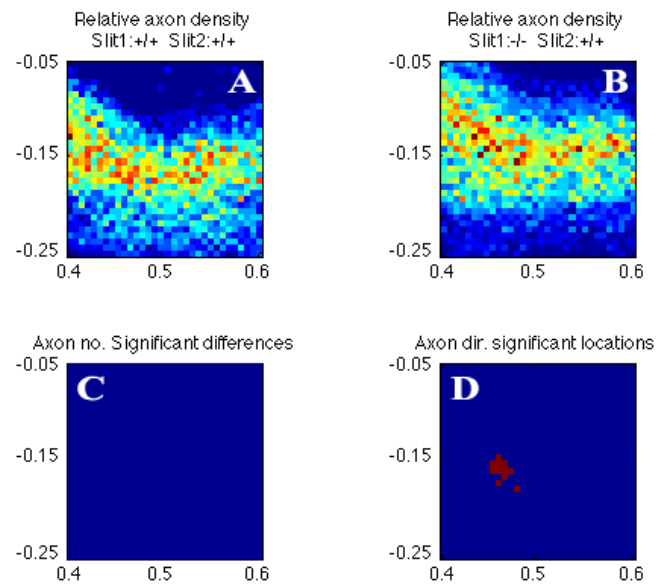 Relative axon density
Slit1:+/+ Slit2:+/+
A
-0.05
-0.15
-0.25
0.4 0.5 0.6
Relative axon density
Slit1:-/- Slit2:+/+
B
-0.05
-0.15
-0.25
0.4 0.5 0.6
Axon no. Significant differences
C
-0.05
-0.15
-0.25
0.4 0.5 0.6
Axon dir. significant locations
D
-0.05
-0.15
-0.25
0.4 0.5 0.6